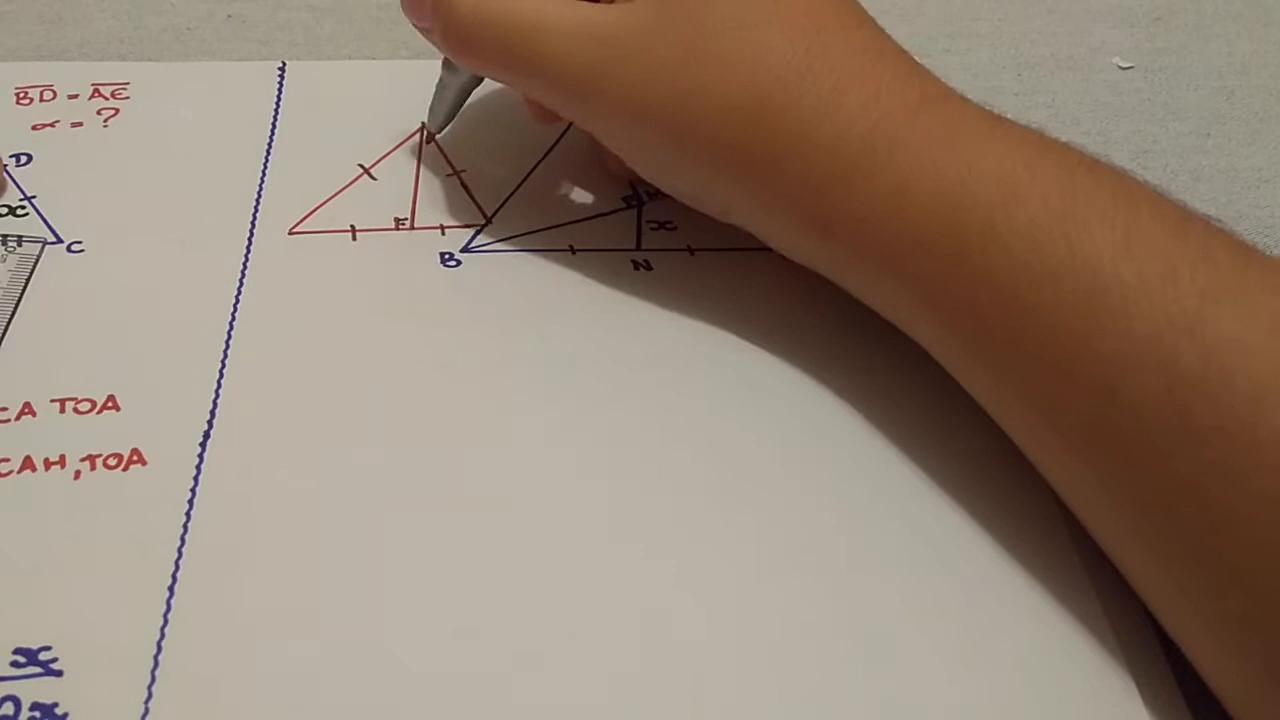 BD = AE
α = ?
D
x
C
B
N
x
CA TOA
CAH, TOA
x
x